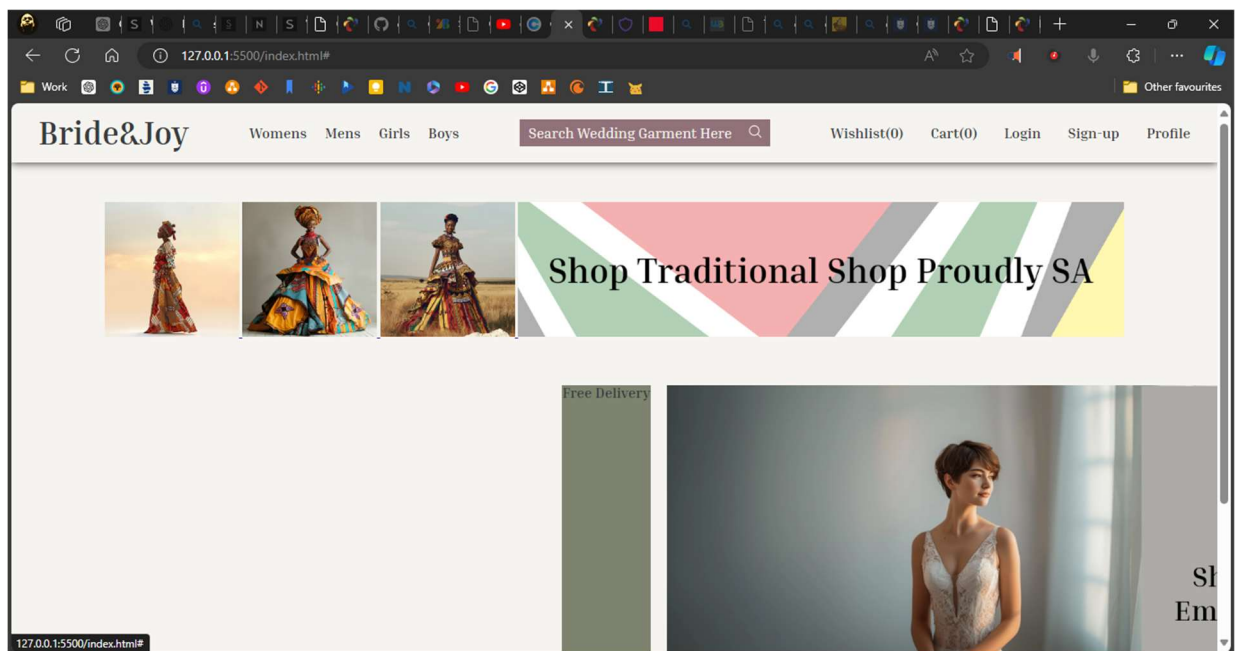 127.0.0.1:5500/index.html#
Work
Other favourites
Bride&Joy
Womens Mens Girls Boys
Search Wedding Garment Here
Wishlist(0) Cart(0) Login Sign-up Profile
Shop Traditional Shop Proudly SA
Free Delivery
Sh
Em
127.0.0.1:5500/index.html#